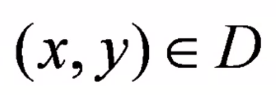 (x, y) ∈ D